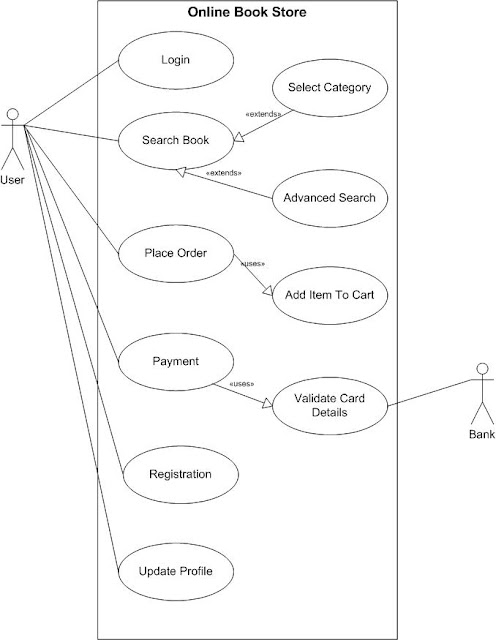 Online Book Store
Login
Select Category
«extends»
Search Book
User
«extends»
Advanced Search
Place Order
«uses»
Add Item To Cart
Payment
«uses»
Validate Card
Details
Bank
Registration
Update Profile